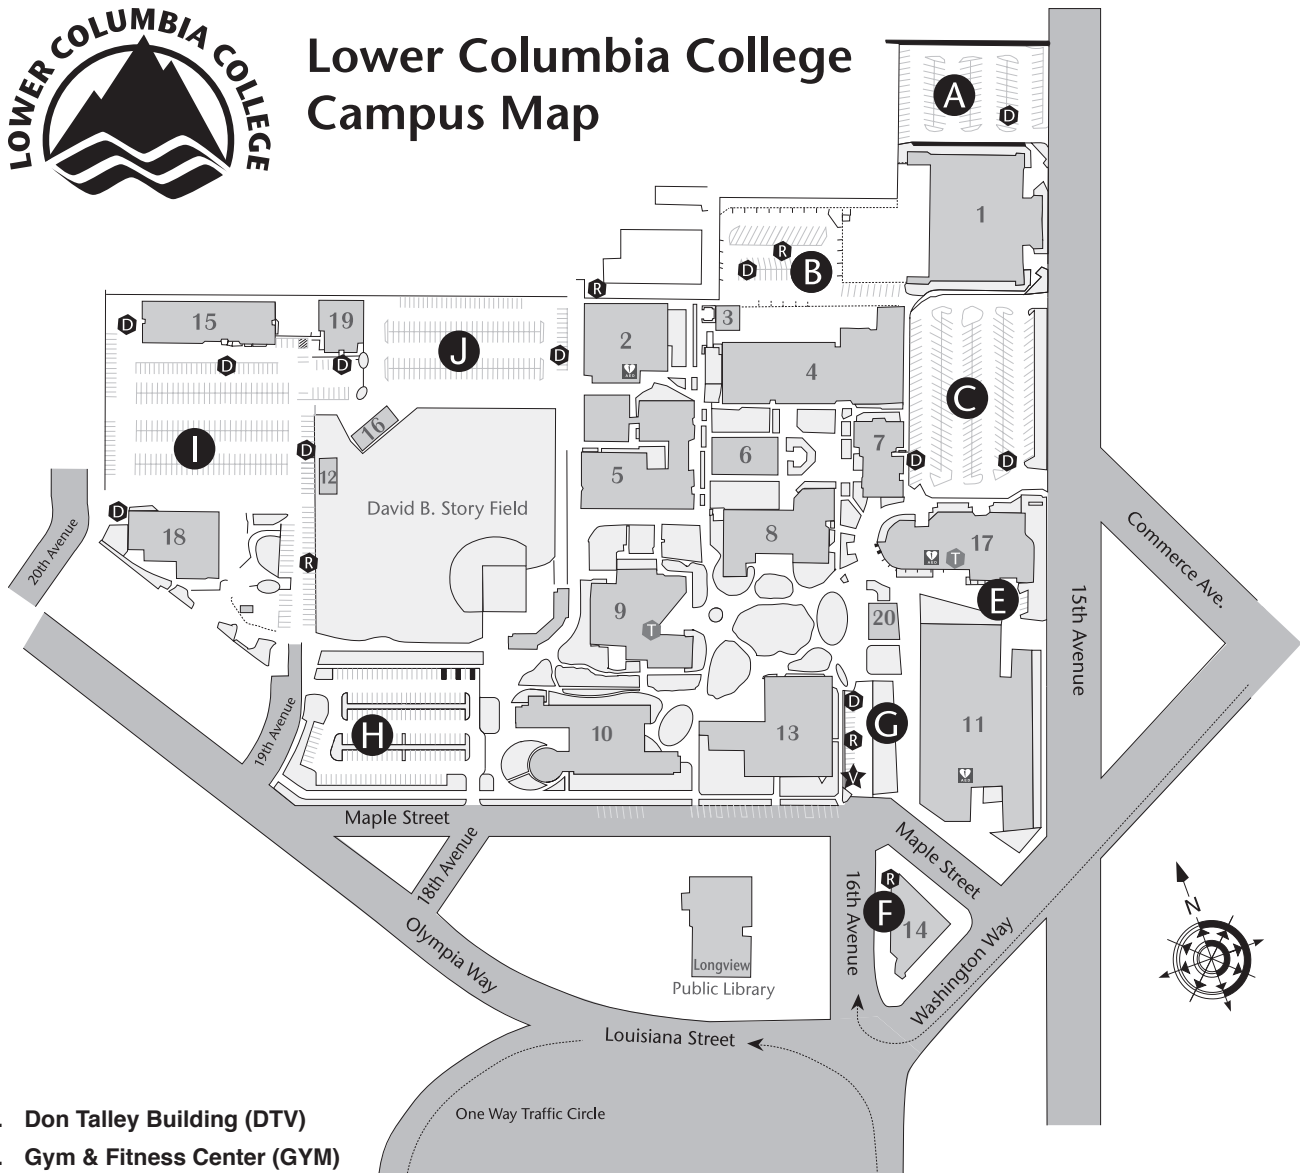 LOWER COLUMBIA COLLEGE
Lower Columbia College
Campus Map
A
D
1
R
D
B
R
D
15
19
J
D
2
AED
3
4
C
D
D
D
I
D
16
12
5
6
7
D
D
David B. Story Field
D
18
R
8
17
AED
T
E
20th Avenue
Commerce Ave.
15th Avenue
9
T
20
19th Avenue
H
10
13
D
G
R
V
11
AED
Maple Street
18th Avenue
Maple Street
16th Avenue
R
F
14
N
Olympia Way
Longview
Public Library
Washington Way
Louisiana Street
One Way Traffic Circle
. Don Talley Building (DTV)
. Gym & Fitness Center (GYM)